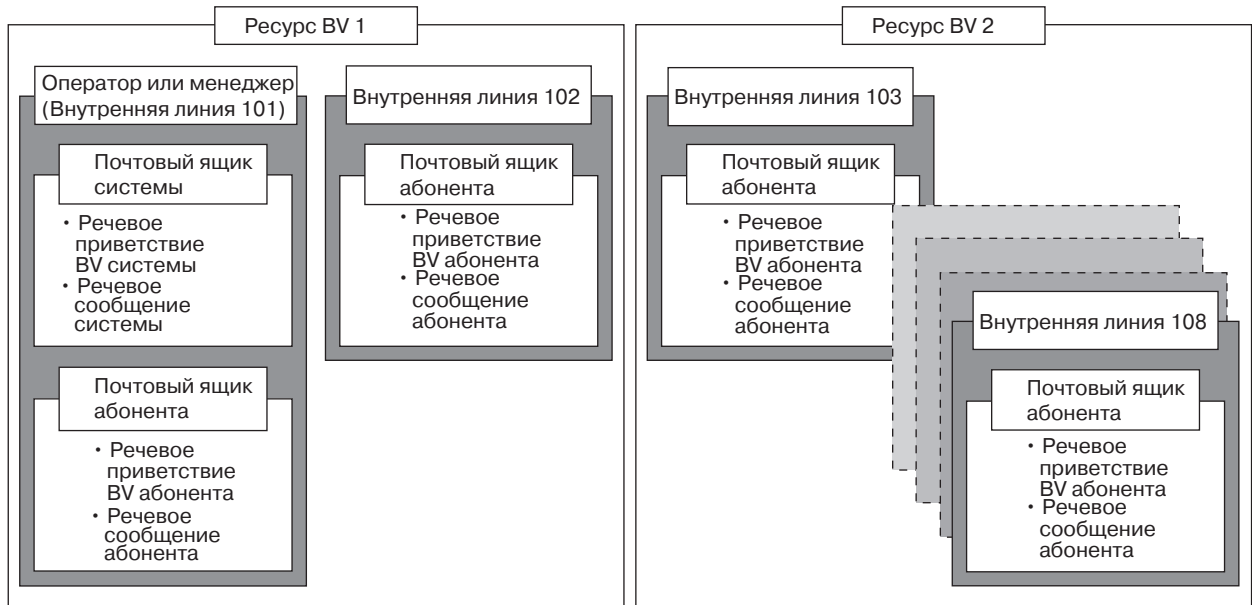 Ресурс BV 1
Оператор или менеджер
(Внутренняя линия 101)
Почтовый ящик
системы
・Речевое
приветствие
BV системы
・Речевое
сообщение
системы
Почтовый ящик
абонента
・Речевое
приветствие
BV абонента
・Речевое
сообщение
абонента
Внутренняя линия 102
Почтовый ящик
абонента
・Речевое
приветствие
BV абонента
・Речевое
сообщение
абонента
Ресурс BV 2
Внутренняя линия 103
Почтовый ящик
абонента
・Речевое
приветствие
BV абонента
・Речевое
сообщение
абонента
Внутренняя линия 108
Почтовый ящик
абонента
・Речевое
приветствие
BV абонента
・Речевое
сообщение
абонента